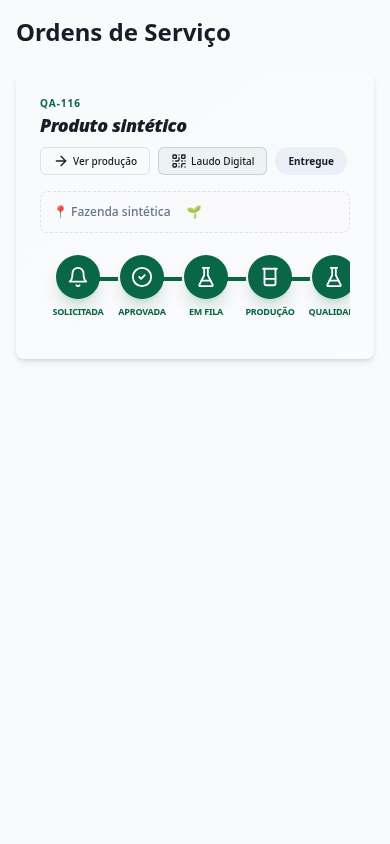 Ordens de Serviço
QA-116
Produto sintético
Ver produção Laudo Digital Entregue
📍 Fazenda sintética 🌱
SOLICITADA APROVADA EM FILA PRODUÇÃO QUALIDA